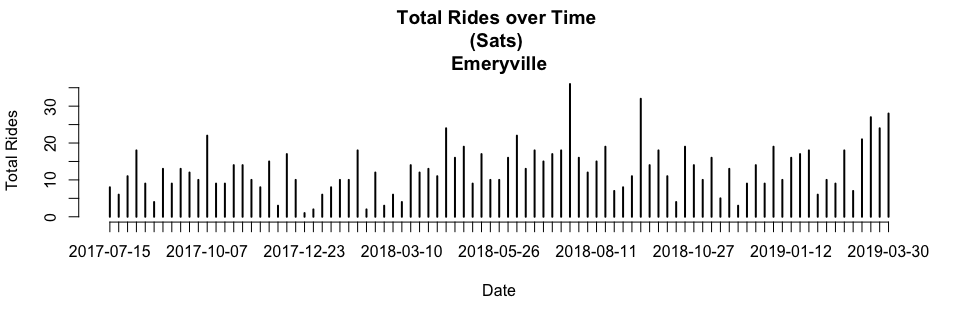 Total Rides over Time
(Sats)
Emeryville
Total Rides
30
20
10
0
2017-07-15 2017-10-07 2017-12-23 2018-03-10 2018-05-26 2018-08-11 2018-10-27 2019-01-12 2019-03-30
Date